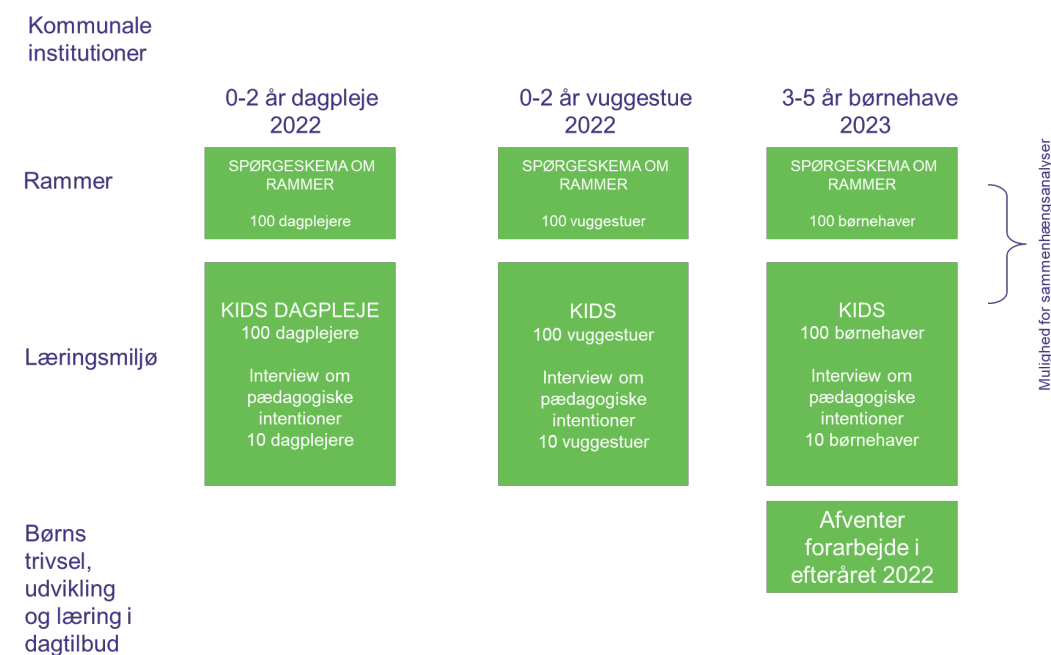 Kommunale
institutioner
0-2 år dagpleje
2022
0-2 år vuggestue
2022
3-5 år børnehave
2023
Rammer
SPØRGESKEMA OM
RAMMER
100 dagplejere
SPØRGESKEMA OM
RAMMER
100 vuggestuer
SPØRGESKEMA OM
RAMMER
100 børnehaver
Mulighed for sammenhængsanalyser
Læringsmiljø
KIDS DAGPLEJE
100 dagplejere
Interview om
pædagogiske
intentioner
10 dagplejere
KIDS
100 vuggestuer
Interview om
pædagogiske
intentioner
10 vuggestuer
KIDS
100 børnehaver
Interview om
pædagogiske
intentioner
10 børnehaver
Børns
trivsel,
udvikling
og læring i
dagtilbud
Afventer
forarbejde i
efteråret 2022